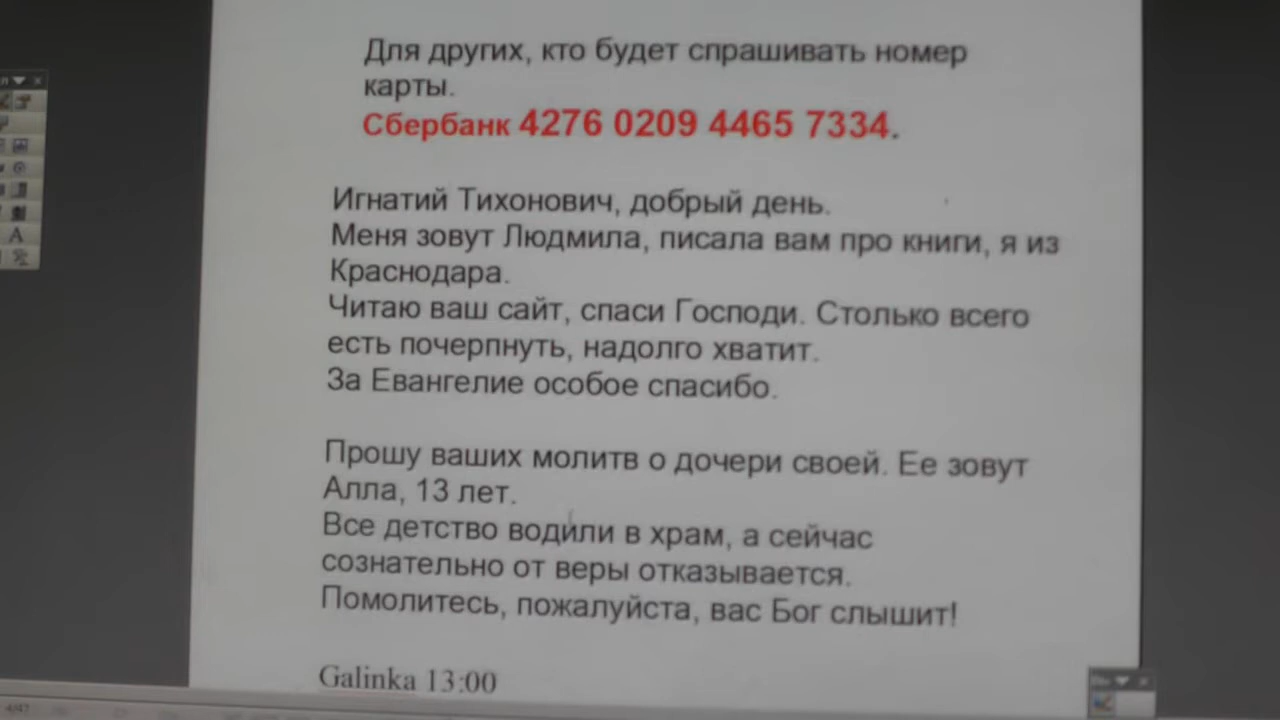 Для других, кто будет спрашивать номер
карты.
Сбербанк 4276 0209 4465 7334.
Игнатий Тихонович, добрый день.
Меня зовут Людмила, писала вам про книги, я из
Краснодара.
Читаю ваш сайт, спаси Господи. Столько всего
есть почерпнуть, надолго хватит.
За Евангелие особое спасибо.
Прошу ваших молитв о дочери своей. Ее зовут
Алла, 13 лет.
Все детство водили в храм, а сейчас
сознательно от веры отказывается.
Помолитесь, пожалуйста, вас Бог слышит!
Galinka 13:00
4/47